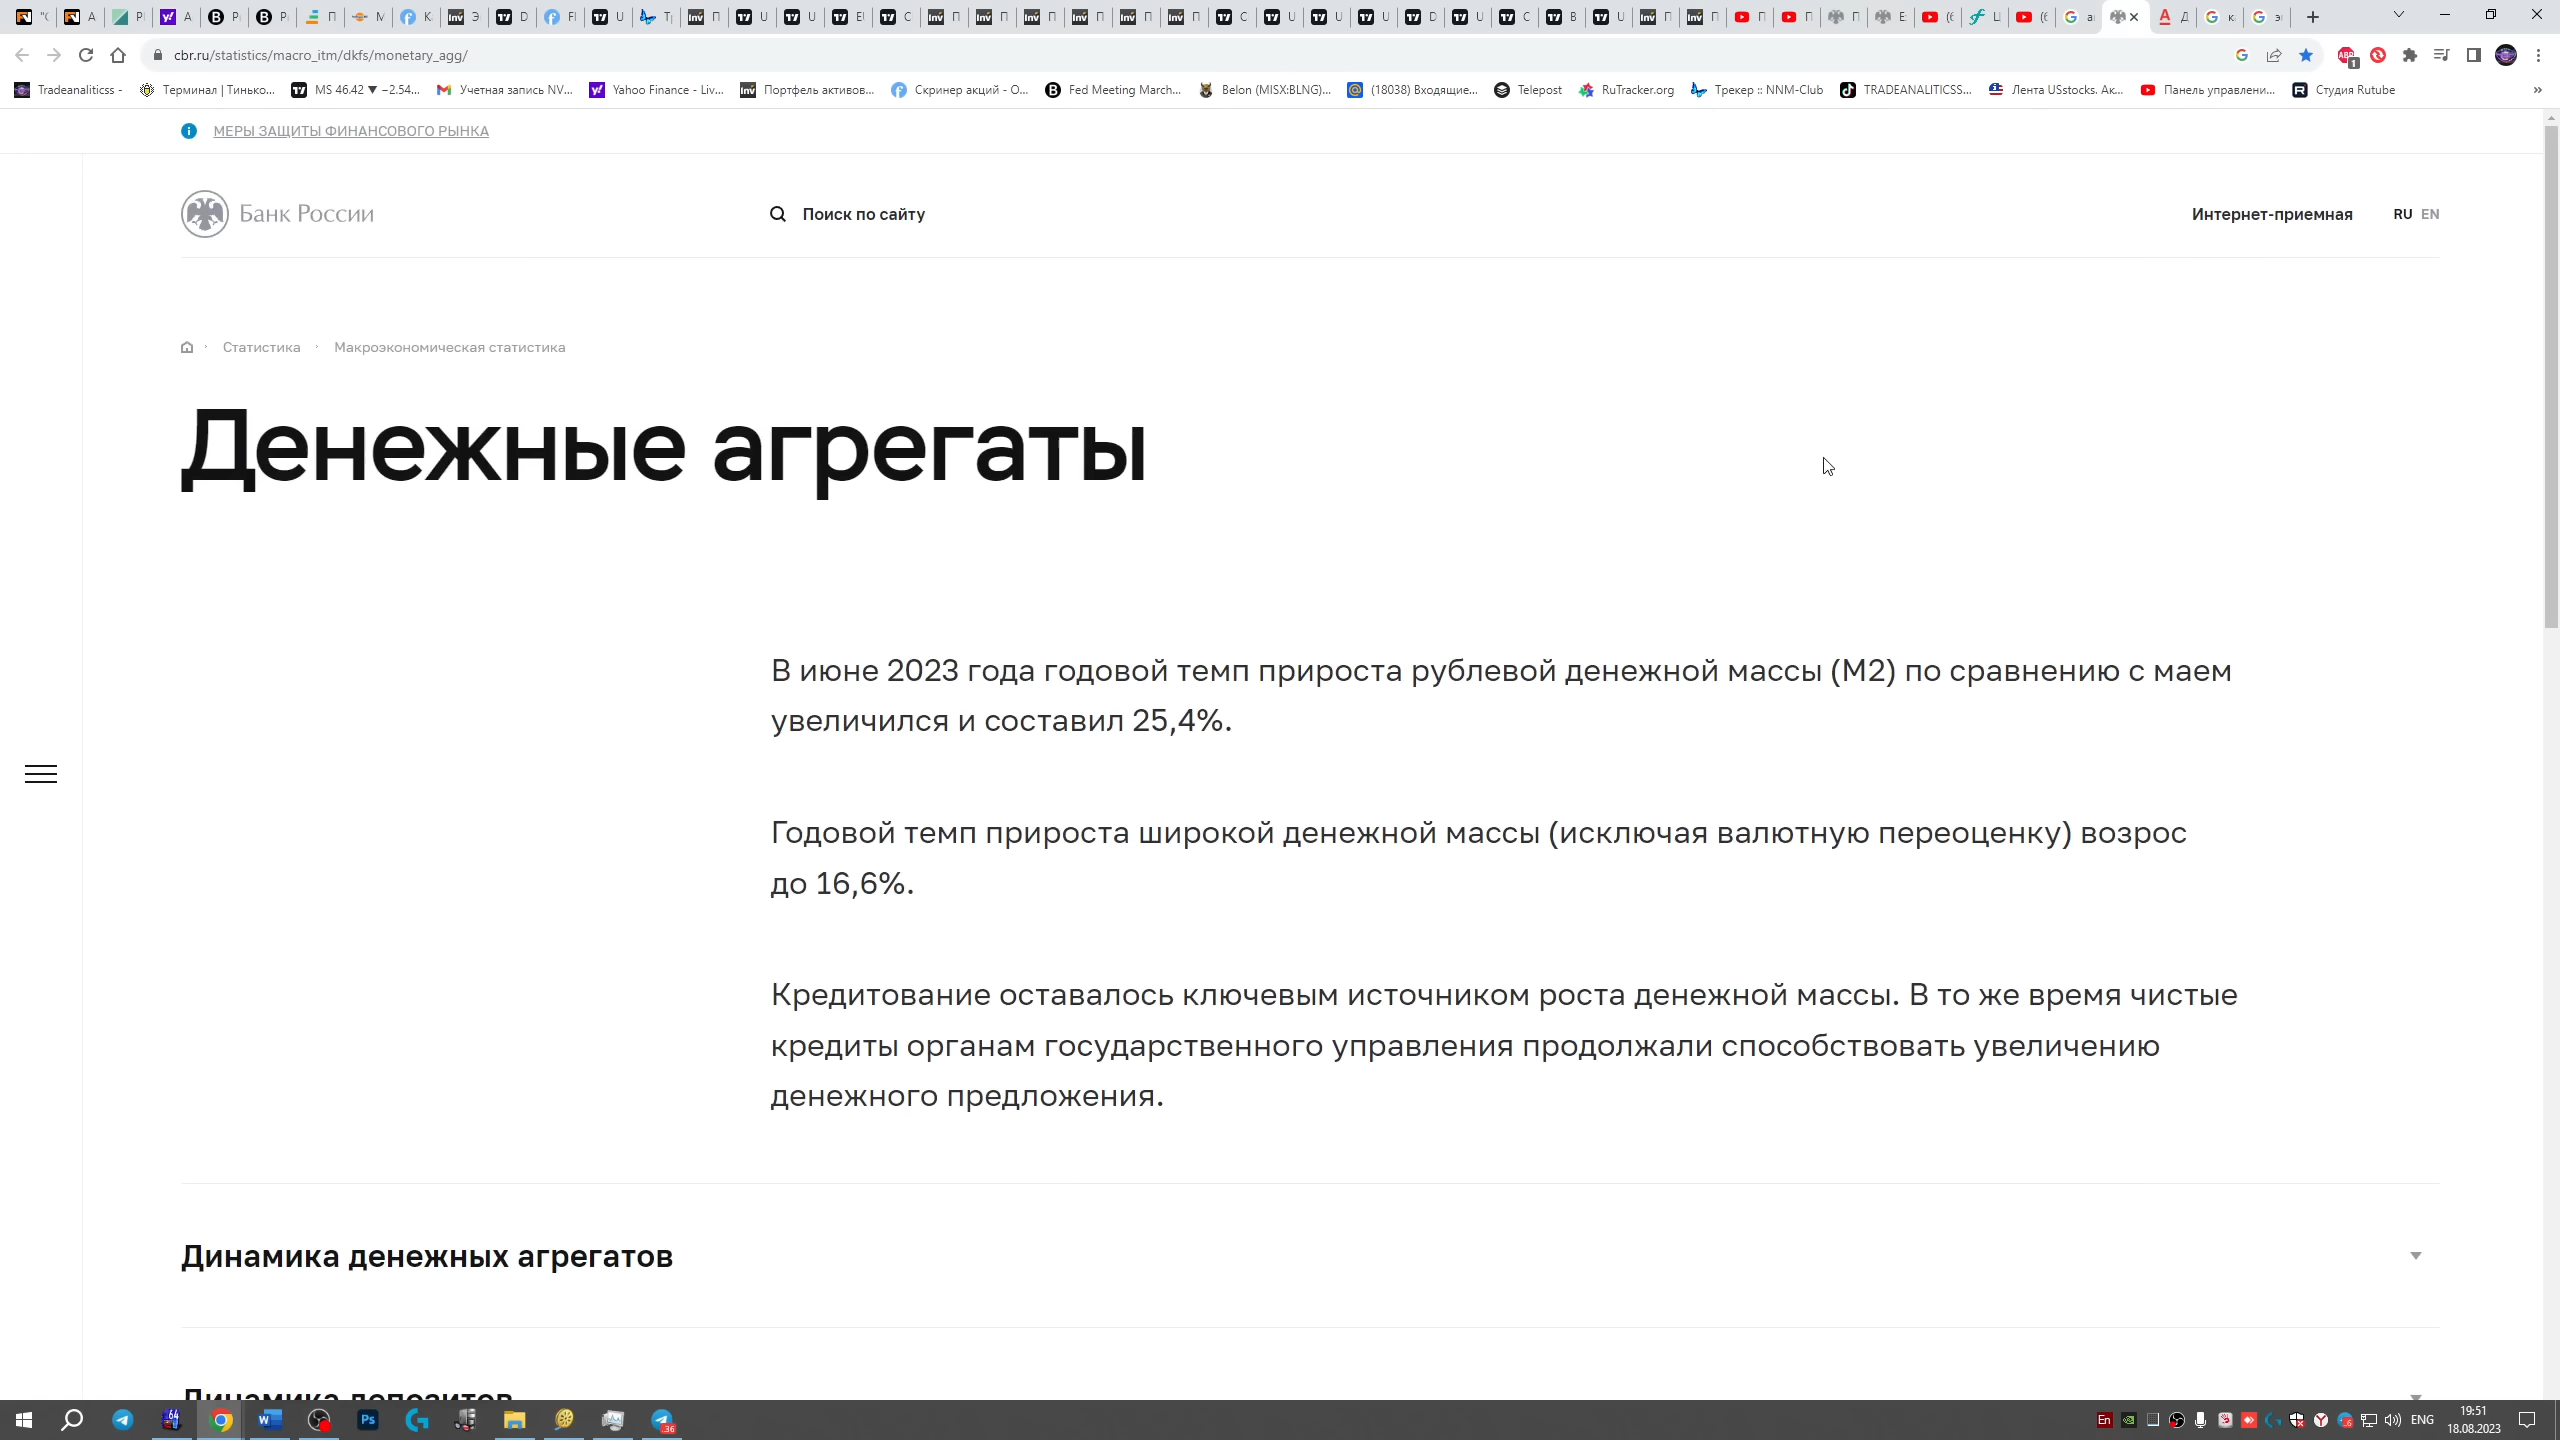 cbr.ru/statistics/macro_itm/dkfs/monetary_agg/
Tradeanaliticss -
Терминал | Тинько...
MS 46.42 ▼ −2.54...
Учетная запись NV...
Yahoo Finance - Liv...
Портфель активов...
Скринер акций - O...
Fed Meeting March...
Belon (MISX:BLNG)...
(18038) Входящие...
Telepost
RuTracker.org
Трекер :: NNM-Club
TRADEANALITICSS...
Лента USstocks. Ак...
Панель управлени...
Студия Rutube
МЕРЫ ЗАЩИТЫ ФИНАНСОВОГО РЫНКА
Банк России
Поиск по сайту
Интернет-приемная
RU EN
Статистика
Макроэкономическая статистика
Денежные агрегаты
В июне 2023 года годовой темп прироста рублевой денежной массы (М2) по сравнению с маем
увеличился и составил 25,4%.
Годовой темп прироста широкой денежной массы (исключая валютную переоценку) возрос
до 16,6%.
Кредитование оставалось ключевым источником роста денежной массы. В то же время чистые
кредиты органам государственного управления продолжали способствовать увеличению
денежного предложения.
Динамика денежных агрегатов
Динамика депозитов
ENG
19:51
18.08.2023